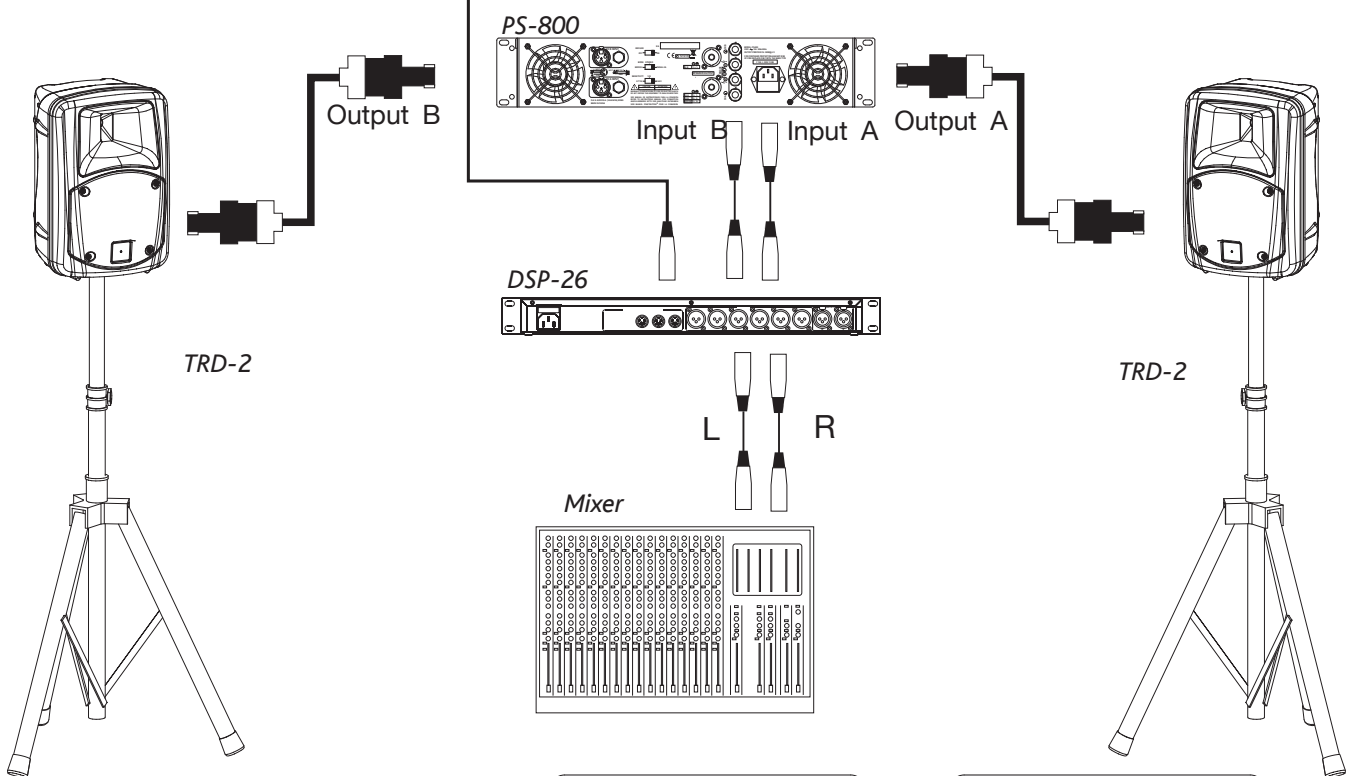 PS-800
Output B
Input B
Input A
Output A
DSP-26
TRD-2
TRD-2
L
R
Mixer